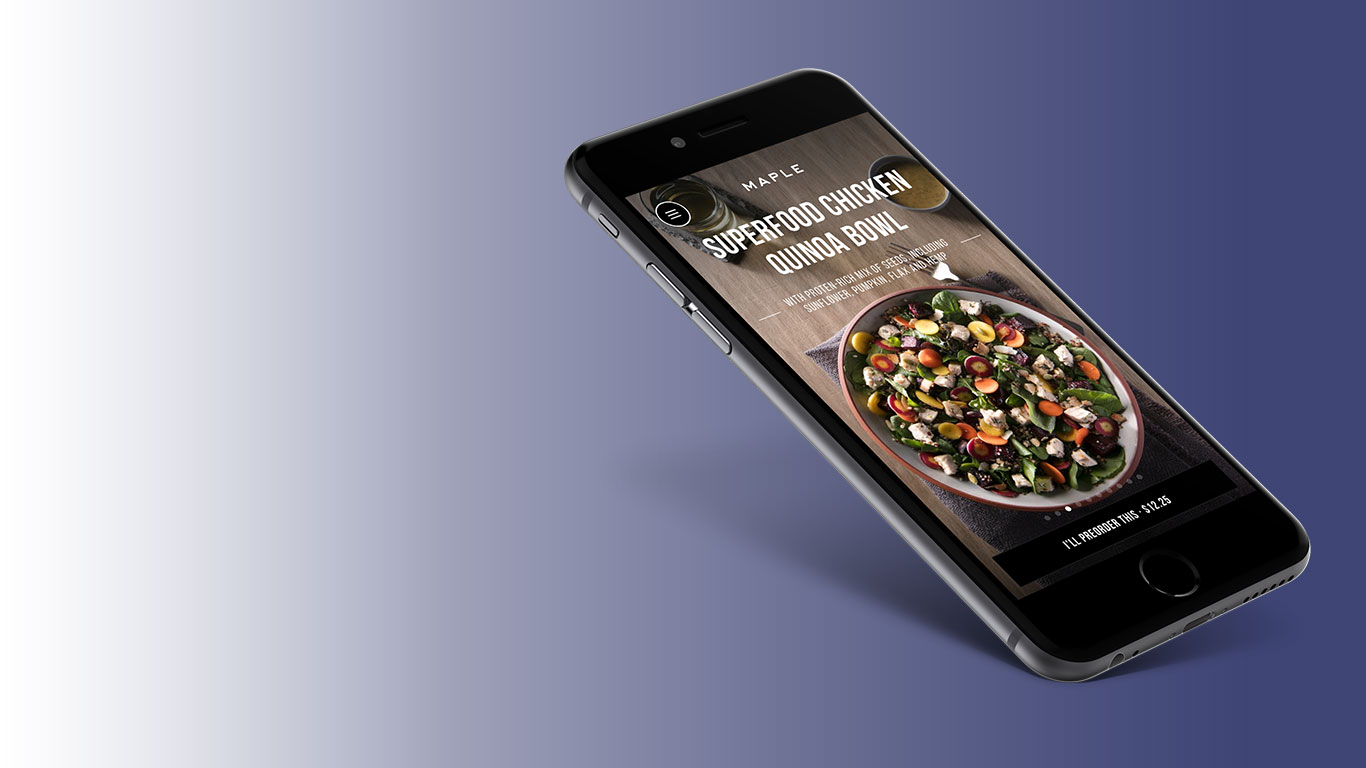 MAPLE
SUPERFOOD CHICKEN
QUINOA BOWL
WITH PROTEN-RICH MIX OF SEEDS, INCLUDING
SUNFLOWER, PUMPKIN, FLAX AND HEMP
I'LL PREORDER THIS · $12.25